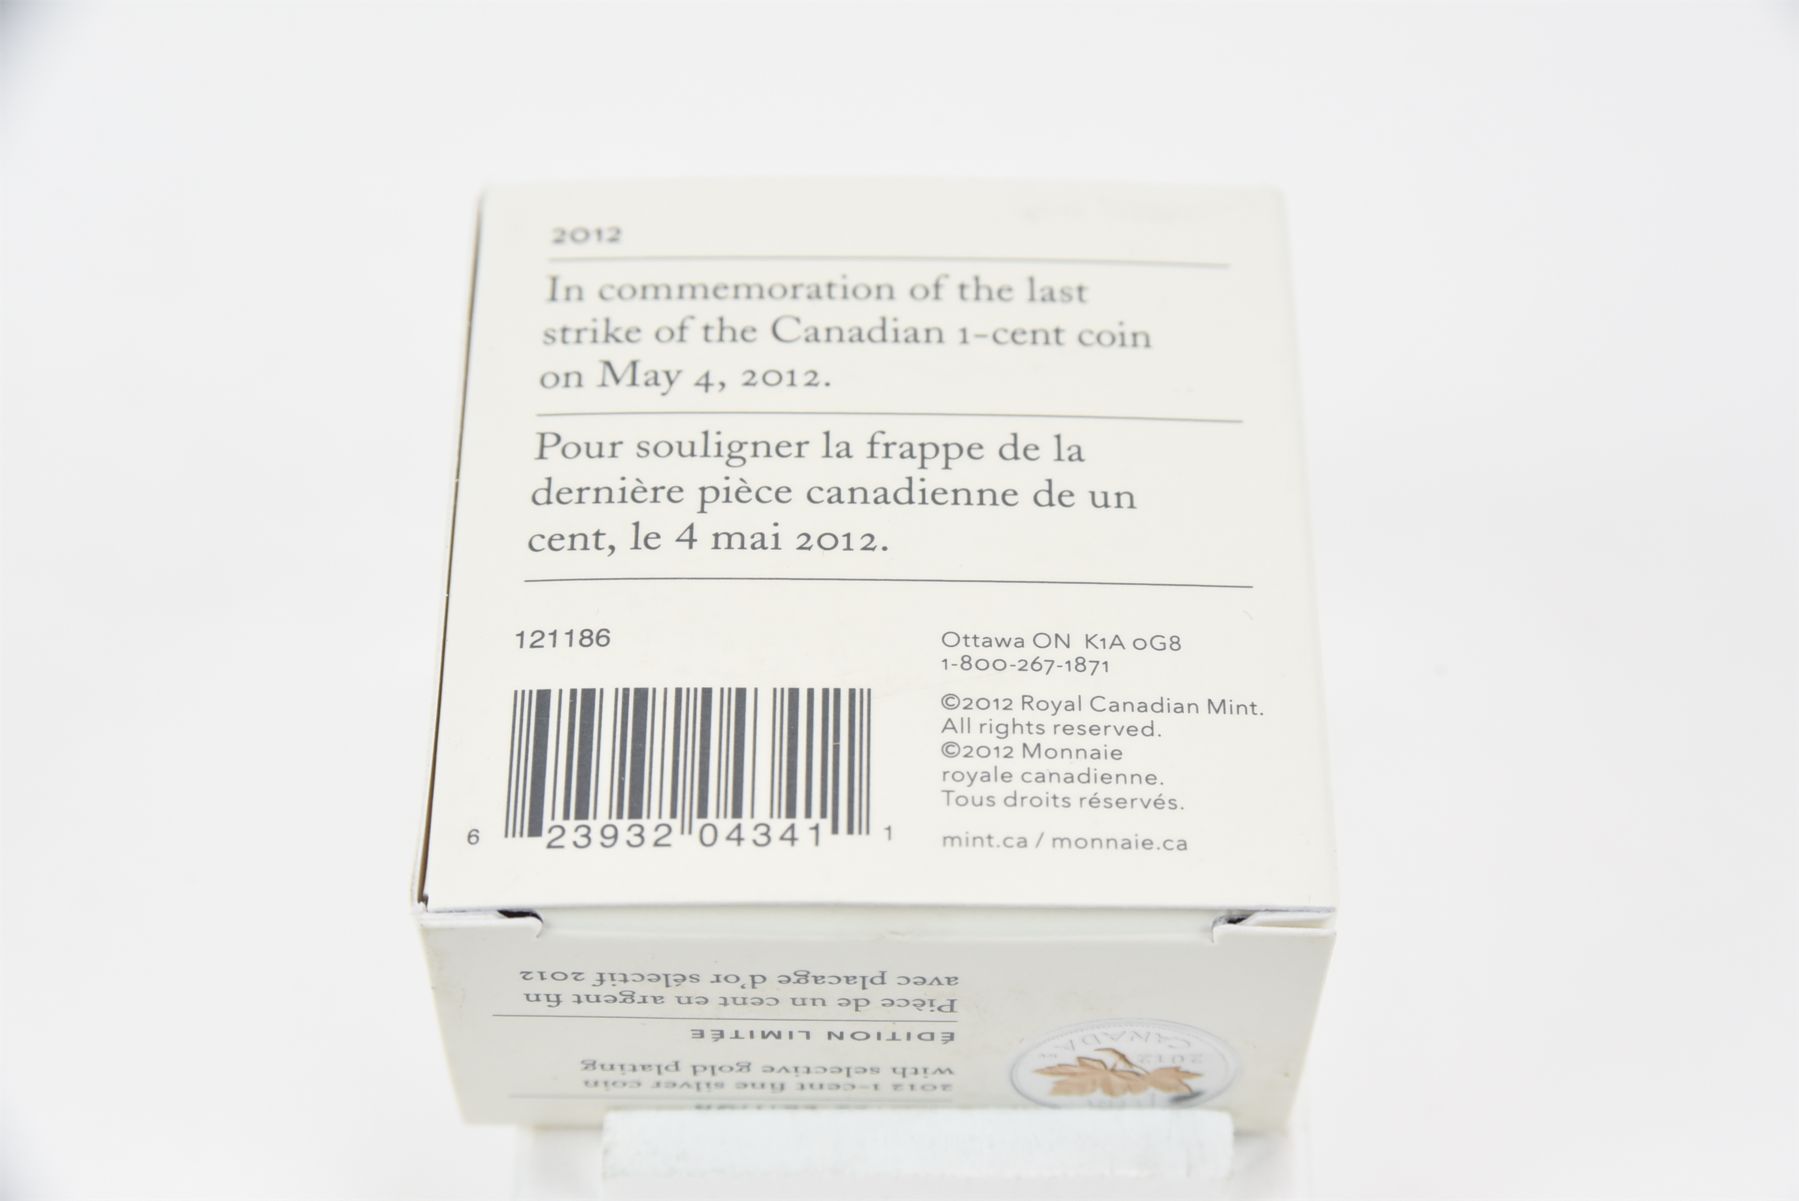 2012
In commemoration of the last
strike of the Canadian 1-cent coin
on May 4, 2012.
Pour souligner la frappe de la
dernière pièce canadienne de un
cent, le 4 mai 2012.
121186
6 23932 04341 1
Ottawa ON K1A 0G8
1-800-267-1871
©2012 Royal Canadian Mint.
All rights reserved.
©2012 Monnaie
royale canadienne.
Tous droits réservés.
mint.ca / monnaie.ca
2012 1-cent fine silver coin
with selective gold plating
ÉDITION LIMITÉE
Pièce de un cent en argent fin
avec placage d'or sélectif 2012
CANADA
2012